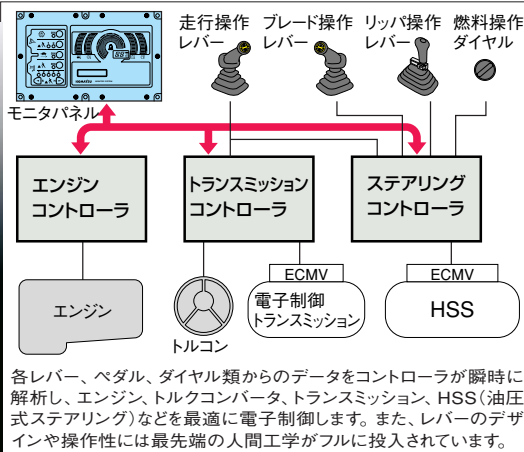 走行操作
レバー
ブレード操作
レバー
リッパ操作
レバー
燃料操作
ダイヤル
KOMATSU
モニタパネル
エンジン
コントローラ
トランスミッション
コントローラ
ステアリング
コントローラ
エンジン
トルコン
ECMV
電子制御
トランスミッション
ECMV
HSS
各レバー、ペダル、ダイヤル類からのデータをコントローラが瞬時に
解析し、エンジン、トルクコンバータ、トランスミッション、HSS(油圧
式ステアリング)などを最適に電子制御します。また、レバーのデザ
インや操作性には最先端の人間工学がフルに投入されています。